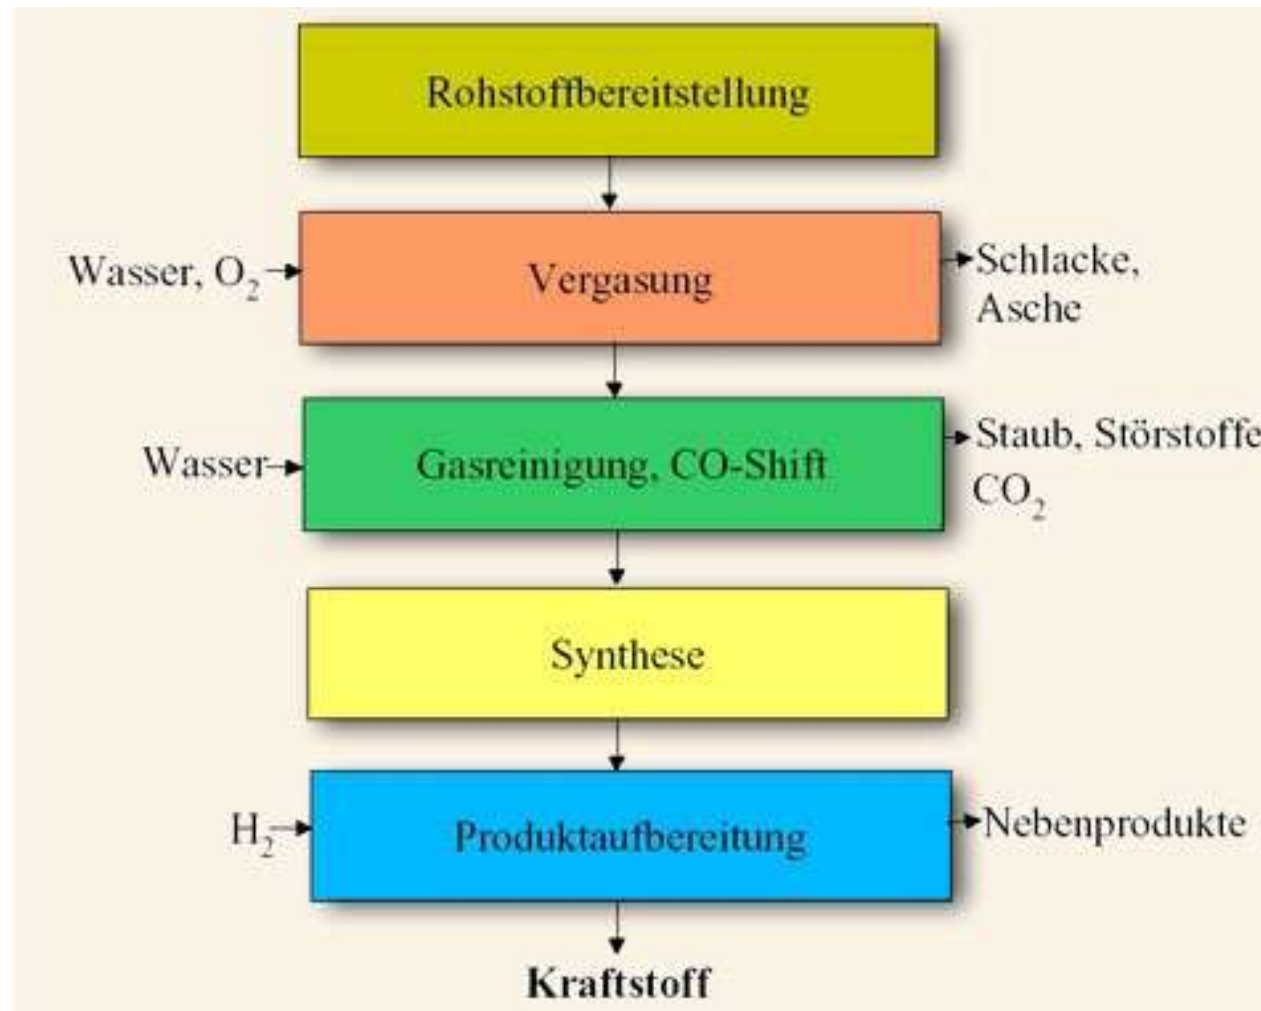 Rohstoffbereitstellung
Wasser, O₂
Vergasung
Schlacke,
Asche
Wasser
Gasreinigung, CO-Shift
Staub, Störstoffe
CO₂
Synthese
H₂
Produktaufbereitung
Nebenprodukte
Kraftstoff